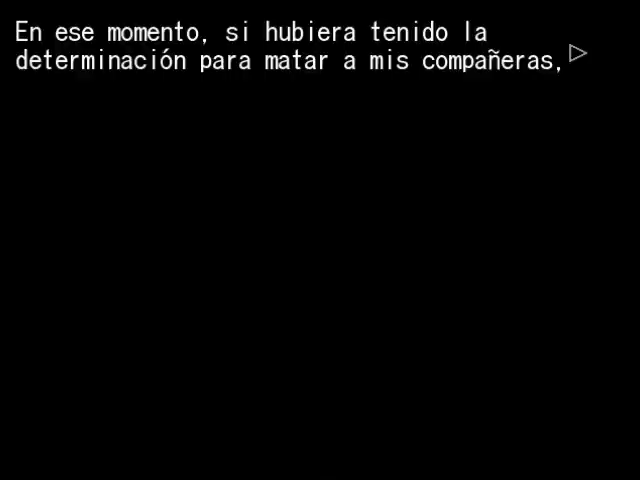 En ese momento, si hubiera tenido la
determinación para matar a mis compañeras,